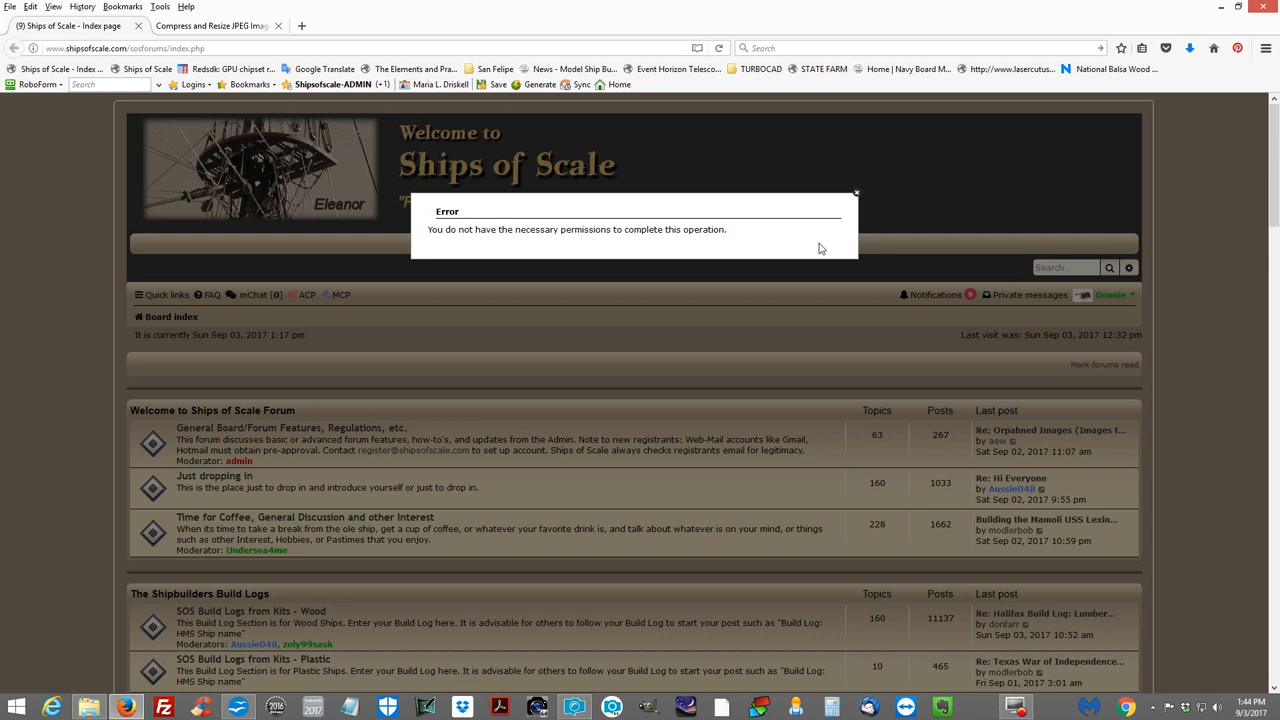 File Edit View History Bookmarks Tools Help
(9) Ships of Scale - Index page
Compress and Resize JPEG Imag
www.shipsofscale.com/sosforums/index.php
Search
Ships of Scale - Index ... Ships of Scale Redsdlc GPU chipset r... Google Translate The Elements and Pra... San Felipe News - Model Ship Bu... Event Horizon Telesco... TURBOCAD STATE FARM Home | Navy Board M... http://www.lasercutus... National Balsa Wood ...
RoboForm Search Logins Bookmarks Shipsofscale-ADMIN (+1) Maria L. Driskell Save Generate Sync Home
Welcome to
Ships of Scale
Eleanor
Error
You do not have the necessary permissions to complete this operation.
Search...
Quick links FAQ mChat [0] ACP MCP
Notifications 9 Private messages Donnie
Board index
It is currently Sun Sep 03, 2017 1:17 pm
Last visit was: Sun Sep 03, 2017 12:32 pm
Mark forums read
Welcome to Ships of Scale Forum Topics Posts Last post
General Board/Forum Features, Regulations, etc.
This forum discusses basic or advanced forum features, how-to's, and updates from the Admin. Note to new registrants: Web-Mail accounts like Gmail,
Hotmail must obtain pre-approval. Contact register@shipsofscale.com to set up account. Ships of Scale always checks registrants email for legitimacy.
Moderator: admin
63 267
Re: Orpahned Images (Images t...
by aew
Sat Sep 02, 2017 11:07 am
Just dropping in
This is the place just to drop in and introduce yourself or just to drop in.
160 1033
Re: Hi Everyone
by Aussie048
Sat Sep 02, 2017 9:55 pm
Time for Coffee, General Discussion and other Interest
When its time to take a break from the ole ship, get a cup of coffee, or whatever your favorite drink is, and talk about whatever is on your mind, or things
such as other Interest, Hobbies, or Pastimes that you enjoy.
Moderator: Undersea4me
228 1662
Building the Mamoli USS Lexin...
by modlerbob
Sat Sep 02, 2017 10:59 pm
The Shipbuilders Build Logs Topics Posts Last post
SOS Build Logs from Kits - Wood
This Build Log Section is for Wood Ships. Enter your Build Log here. It is advisable for others to follow your Build Log to start your post such as "Build Log:
HMS Ship name"
Moderators: Aussie048, zoly99sask
160 11137
Re: Halifax Build Log: Lumber...
by donfarr
Sun Sep 03, 2017 10:52 am
SOS Build Logs from Kits - Plastic
This Build Log Section is for Plastic Ships. Enter your Build Log here. It is advisable for others to follow your Build Log to start your post such as "Build Log:
HMS Ship name"
10 465
Re: Texas War of Independence...
by modlerbob
Fri Sep 01, 2017 9:01 am
2016
2017
1:44 PM
9/3/2017